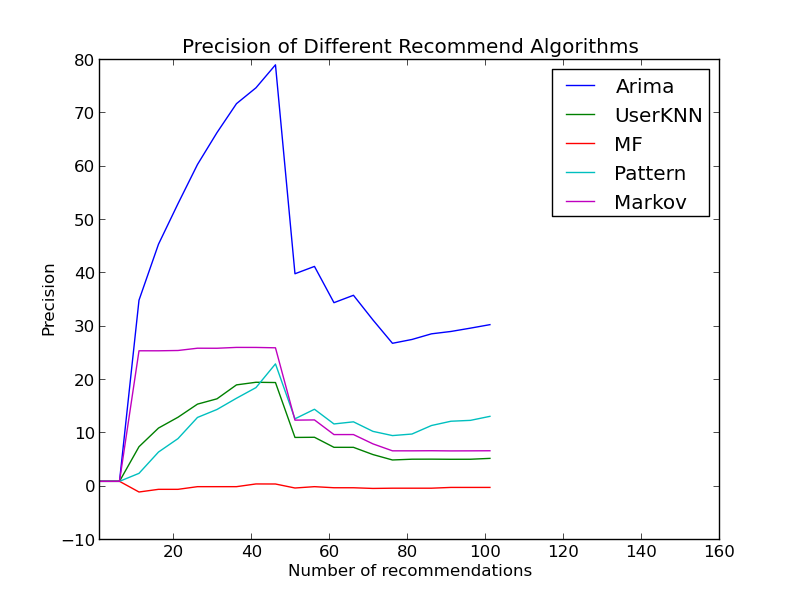 Precision of Different Recommend Algorithms
80
70
60
50
40
30
20
10
0
−10
Precision
Arima
UserKNN
MF
Pattern
Markov
20 40 60 80 100 120 140 160
Number of recommendations